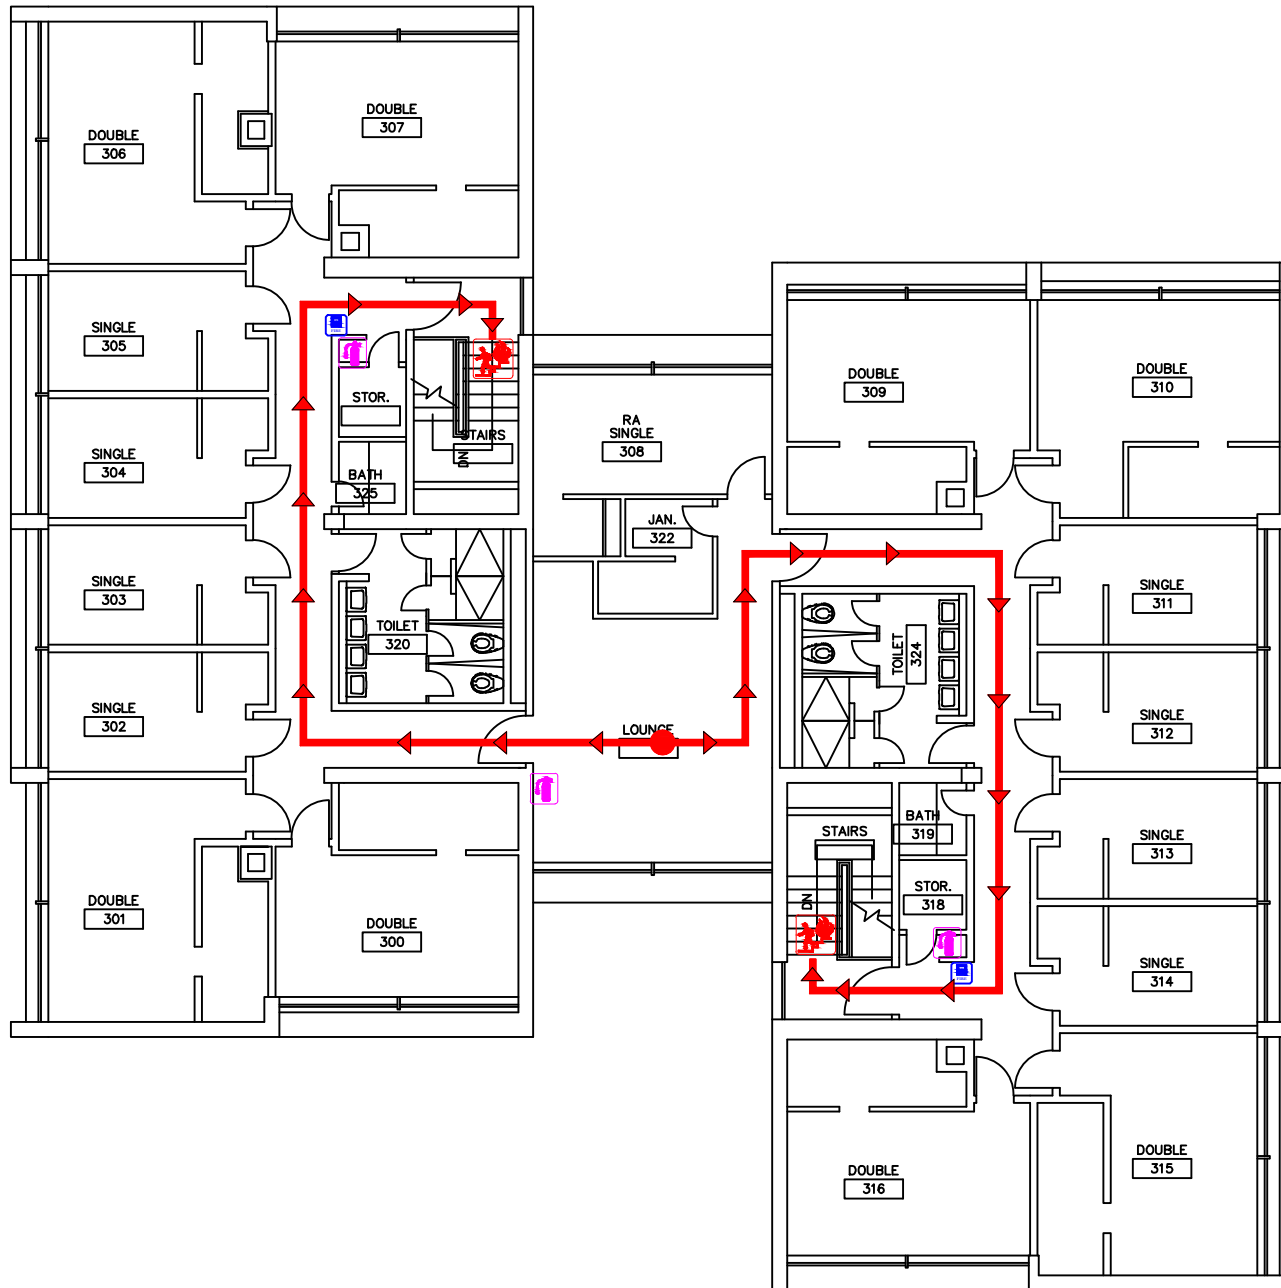 DOUBLE
307
DOUBLE
306
SINGLE
305
STOR.
SINGLE
304
BATH
325
STAIRS
DN
RA
SINGLE
308
JAN.
322
DOUBLE
309
DOUBLE
310
SINGLE
303
TOILET
320
SINGLE
302
LOUNGE
TOILET
324
SINGLE
311
SINGLE
312
DOUBLE
301
DOUBLE
300
STAIRS
DN
BATH
319
STOR.
318
SINGLE
313
SINGLE
314
DOUBLE
316
DOUBLE
315